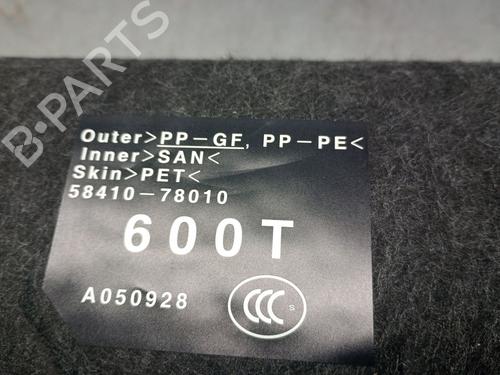 B-PARTS
Outer>PP-GF, PP-PE<
Inner>SAN<
Skin>PET<
58410-78010
600T
A050928
CCC S